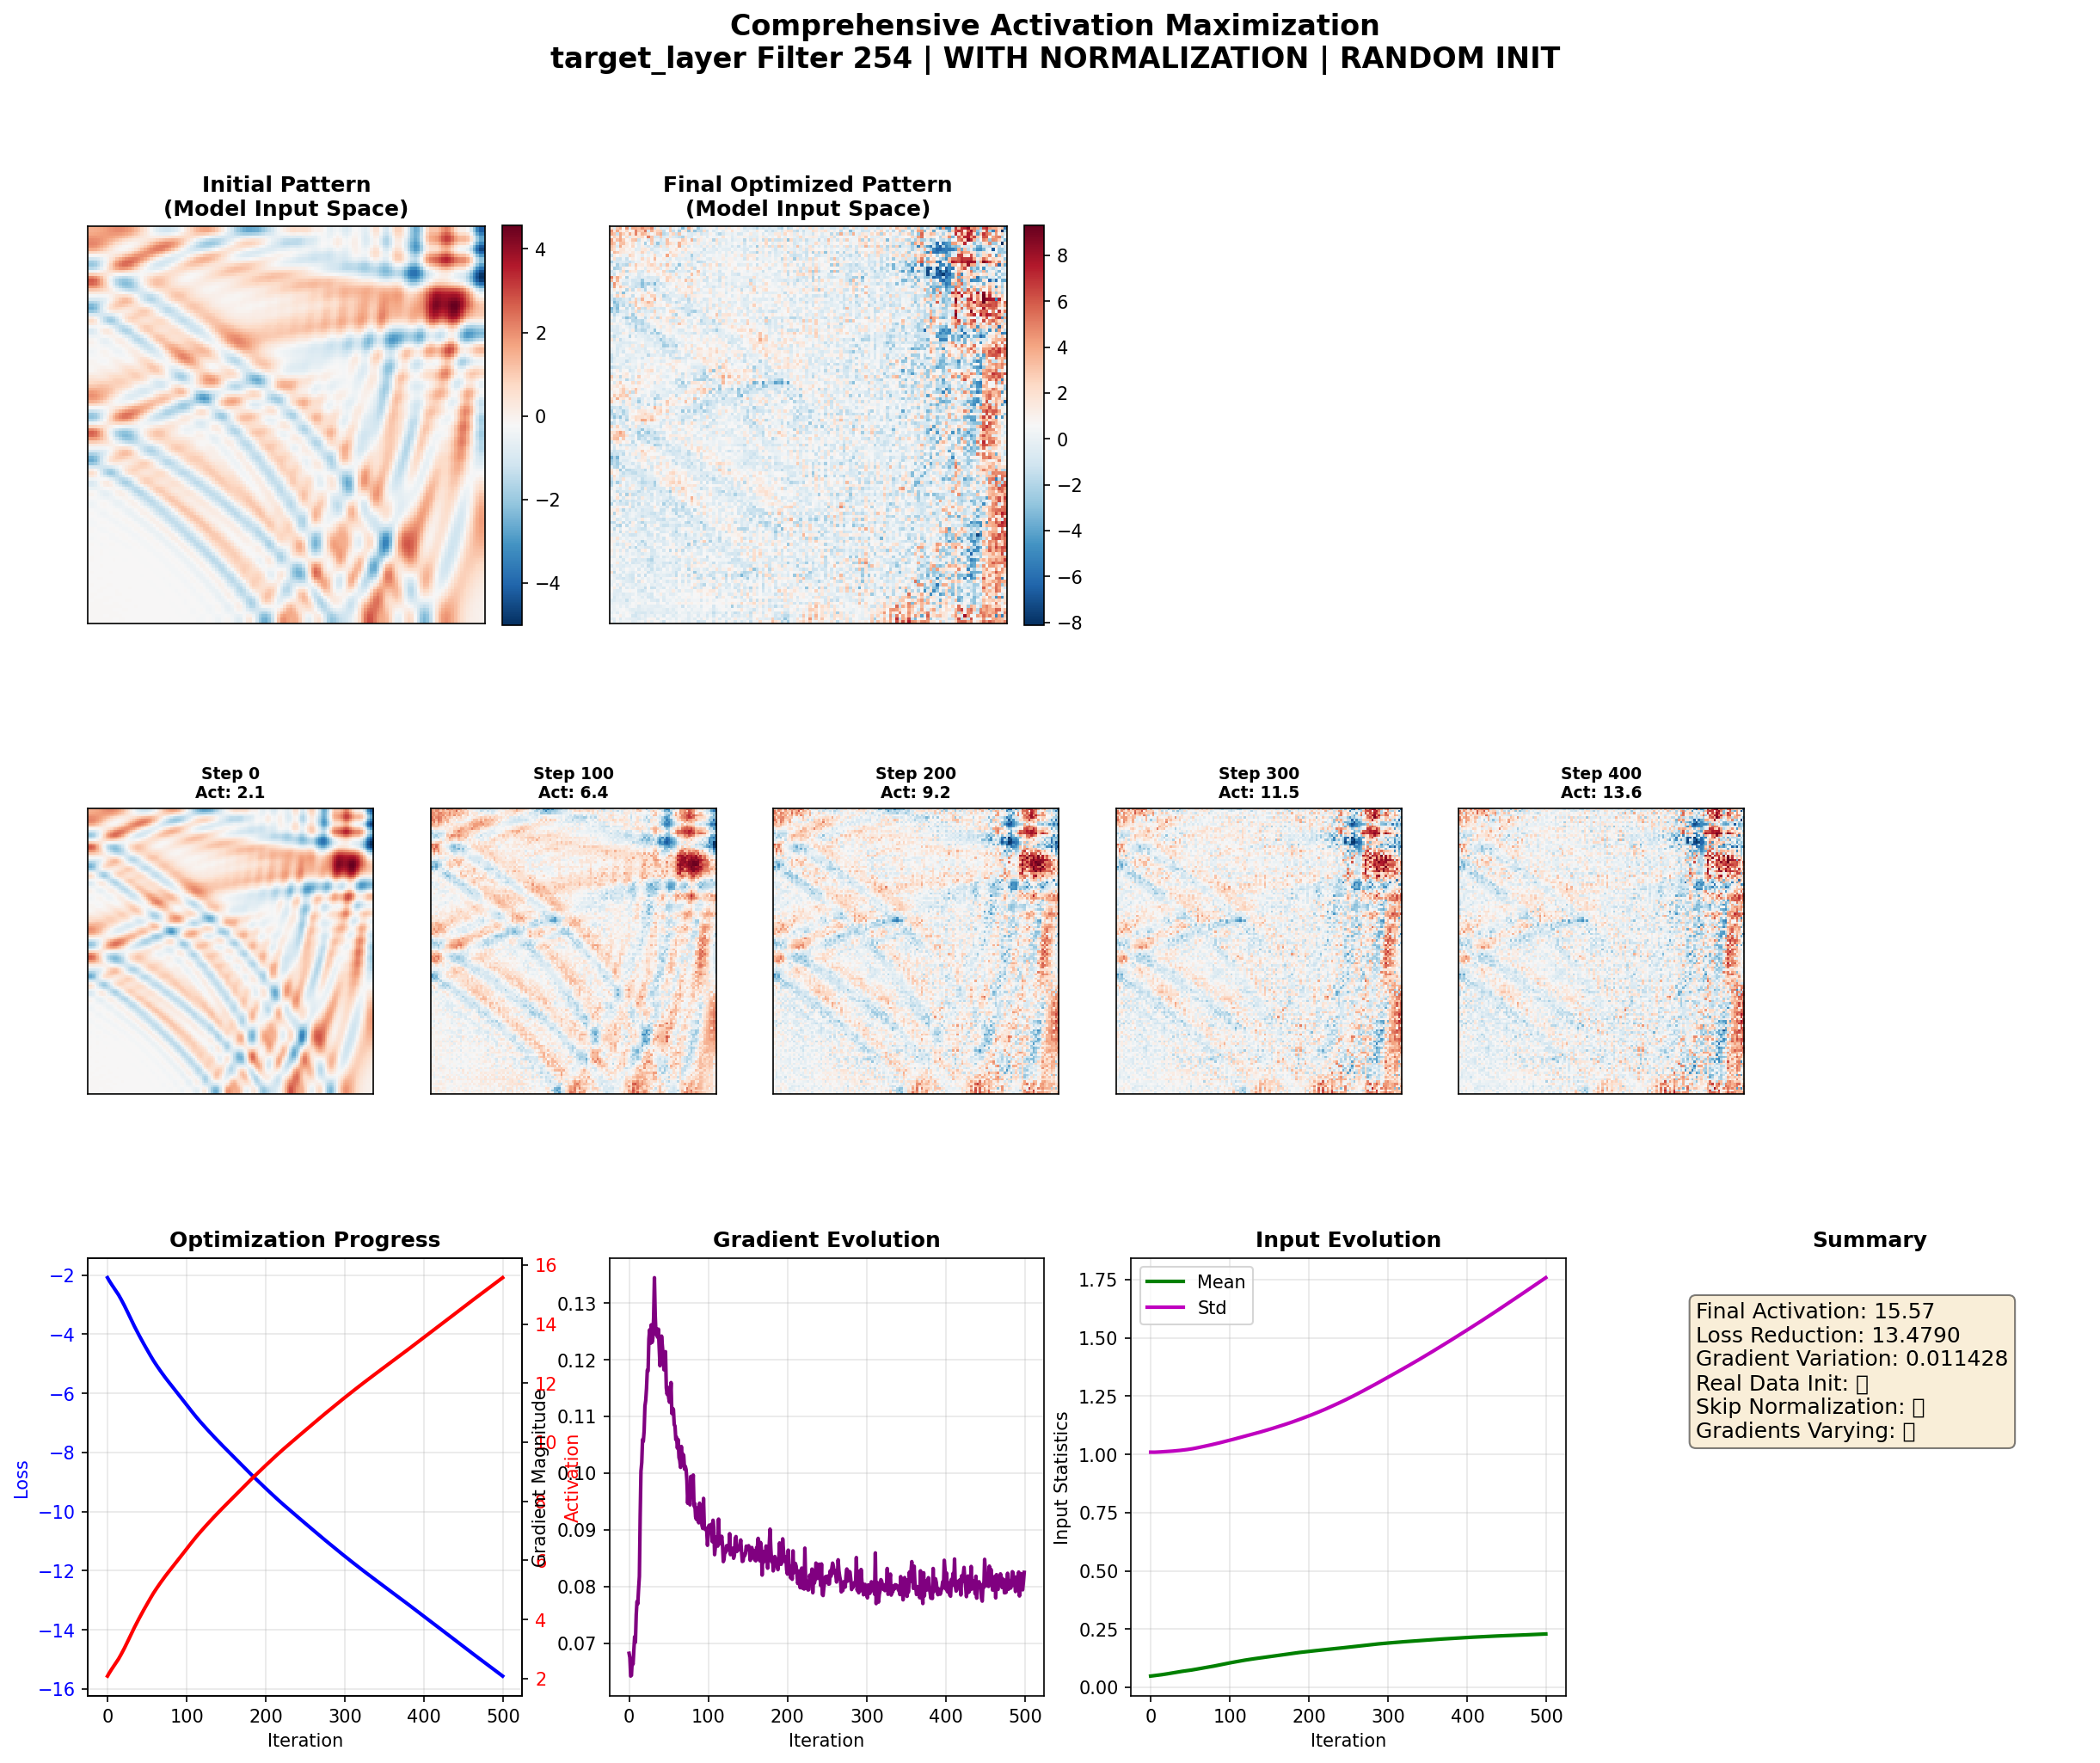 Comprehensive Activation Maximization
target_layer Filter 254 | WITH NORMALIZATION | RANDOM INIT
Initial Pattern
(Model Input Space)
4
2
0
−2
−4
Final Optimized Pattern
(Model Input Space)
8
6
4
2
0
−2
−4
−6
−8
Step 0
Act: 2.1
Step 100
Act: 6.4
Step 200
Act: 9.2
Step 300
Act: 11.5
Step 400
Act: 13.6
Optimization Progress
−2
−4
−6
−8
−10
−12
−14
−16
Loss
16
14
12
10
8
6
4
2
Activation
0 100 200 300 400 500
Iteration
Gradient Evolution
Gradient Magnitude
0.13
0.12
0.11
0.10
0.09
0.08
0.07
0 100 200 300 400 500
Iteration
Input Evolution
Mean
Std
Input Statistics
1.75
1.50
1.25
1.00
0.75
0.50
0.25
0.00
0 100 200 300 400 500
Iteration
Summary
Final Activation: 15.57
Loss Reduction: 13.4790
Gradient Variation: 0.011428
Real Data Init:
Skip Normalization:
Gradients Varying: